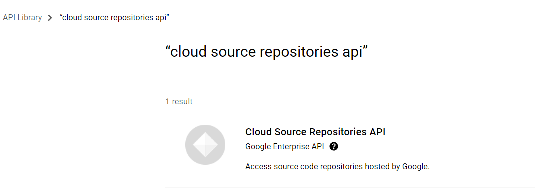 API Library > "cloud source repositories api"
“cloud source repositories api”
1 result
Cloud Source Repositories API
Google Enterprise API ?
Access source code repositories hosted by Google.